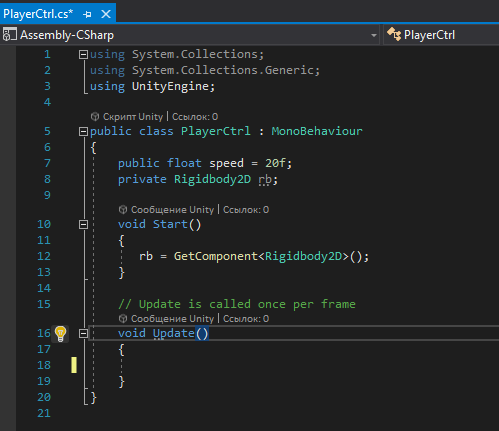 PlayerCtrl.cs*
Assembly-CSharp PlayerCtrl
1 using System.Collections;
2 using System.Collections.Generic;
3 using UnityEngine;
4
Скрипт Unity | Ссылок: 0
5 public class PlayerCtrl : MonoBehaviour
6 {
7 public float speed = 20f;
8 private Rigidbody2D rb;
9
Сообщение Unity | Ссылок: 0
10 void Start()
11 {
12 rb = GetComponent<Rigidbody2D>();
13 }
14
15 // Update is called once per frame
Сообщение Unity | Ссылок: 0
16 void Update()
17 {
18
19 }
20 }
21